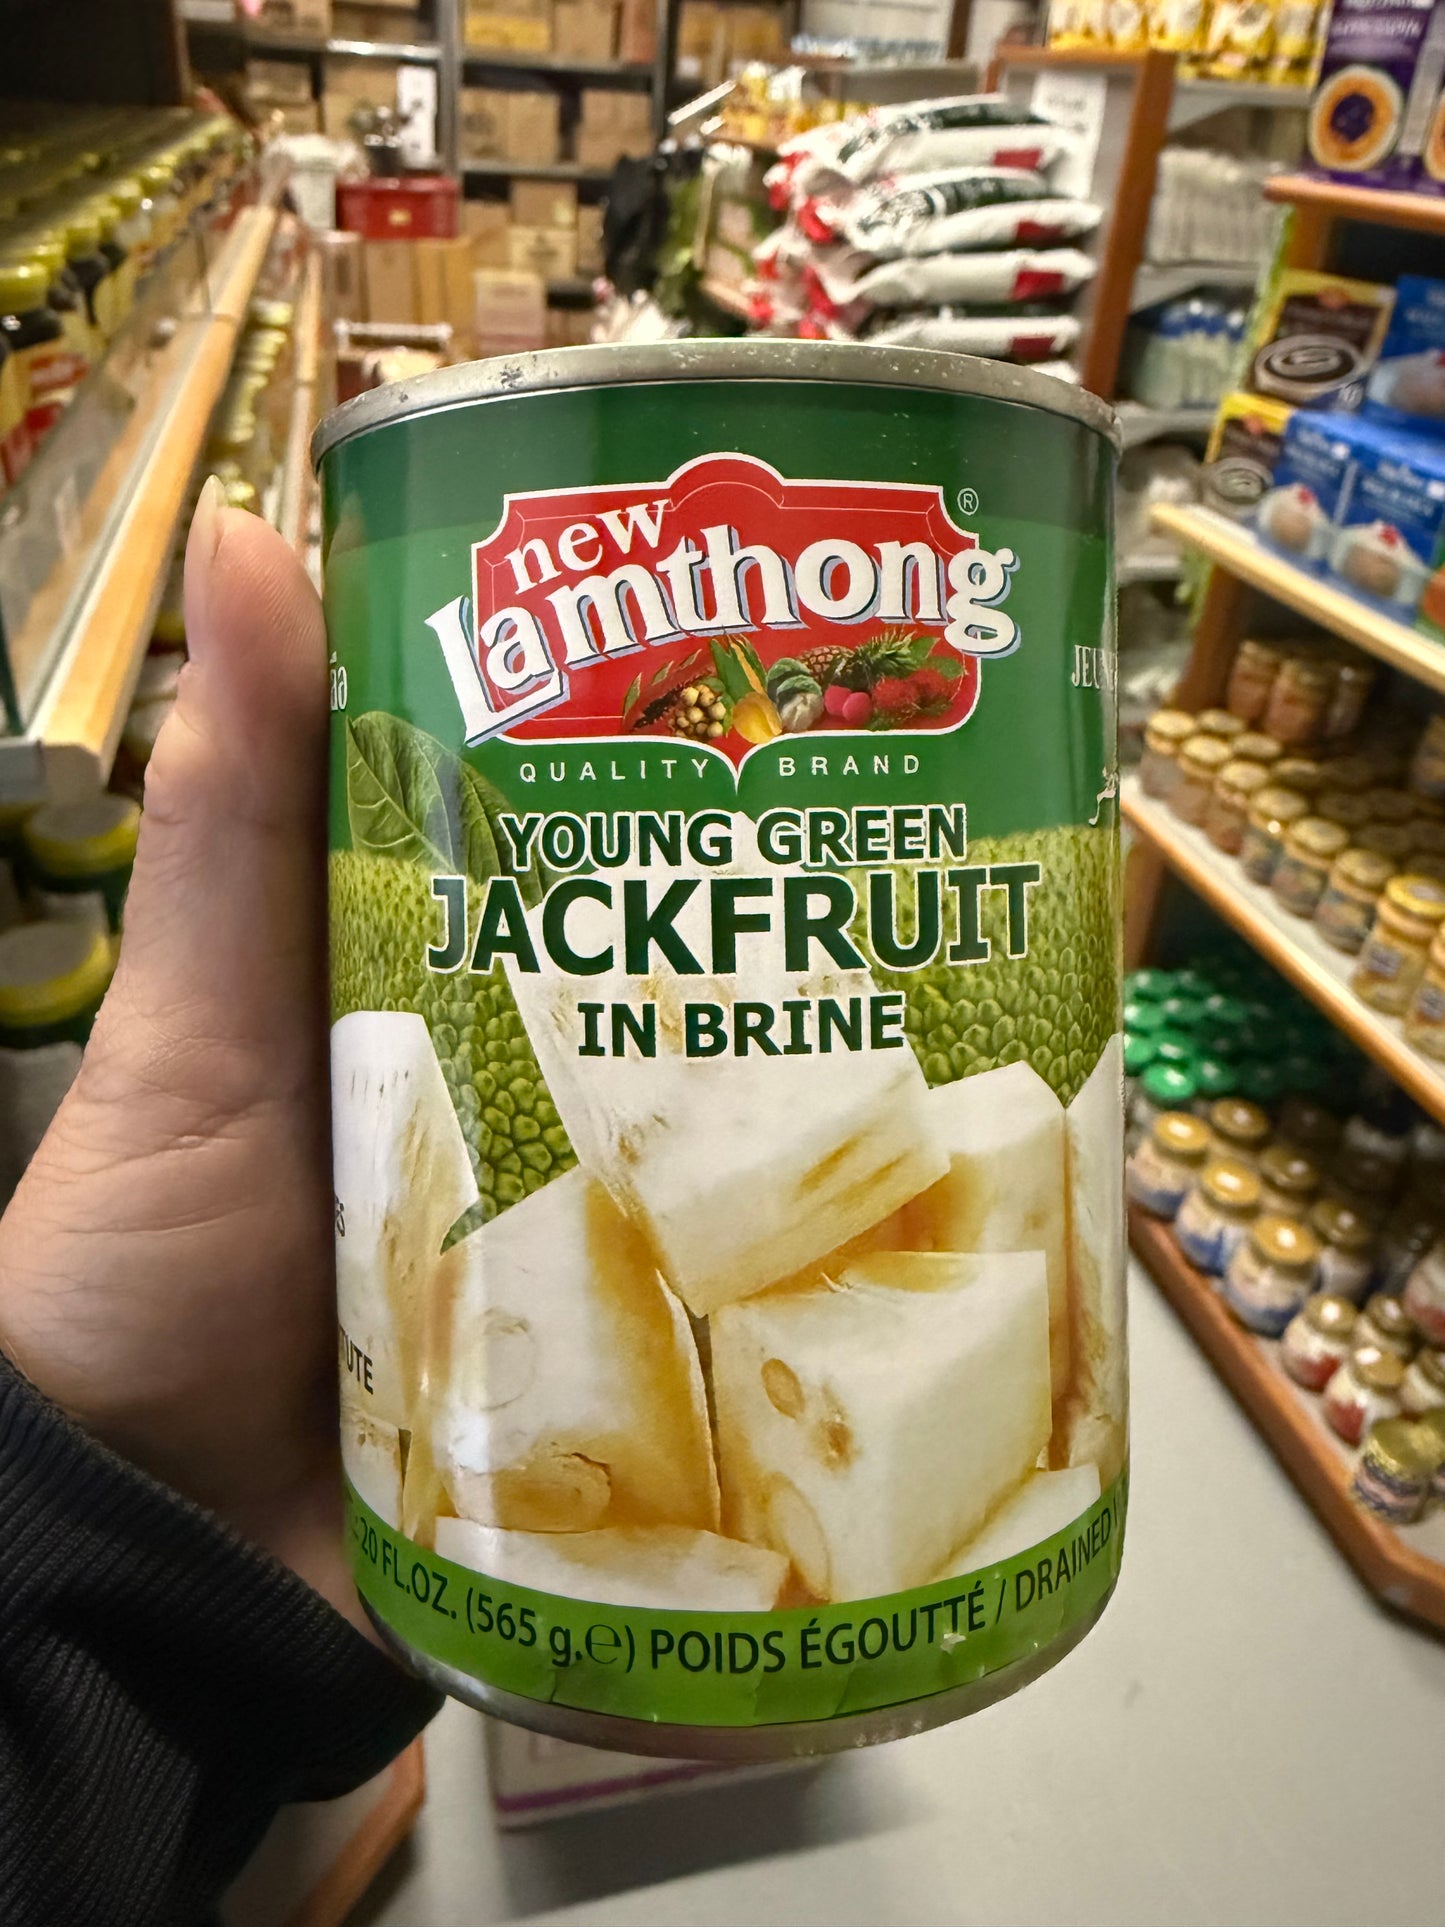 new
Lamthong
®
QUALITY BRAND
YOUNG GREEN
JACKFRUIT
IN BRINE
20 FL.OZ. (565 g.℮) POIDS ÉGOUTTÉ / DRAINED